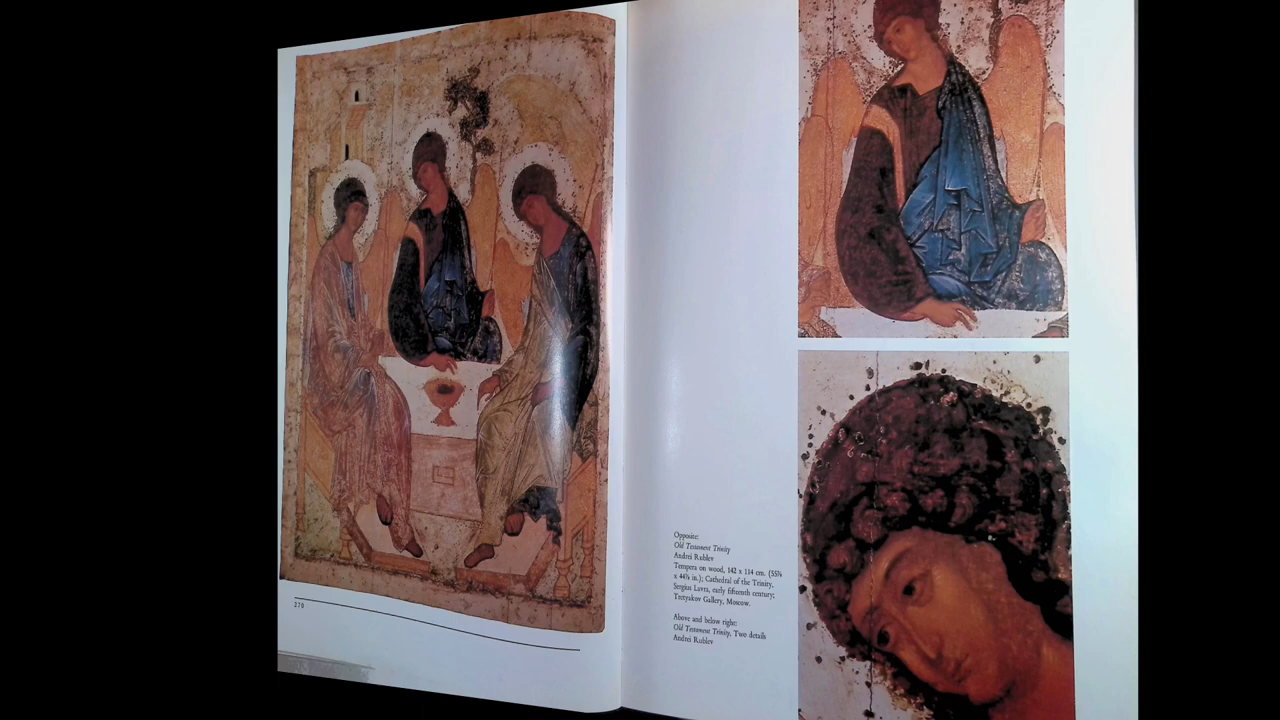 270
Opposite:
Old Testament Trinity
Andrei Rublev
Tempera on wood, 142 x 114 cm. (55⅞
x 44⅞ in.); Cathedral of the Trinity,
Sergius Lavra, early fifteenth century;
Tretyakov Gallery, Moscow.
Above and below right:
Old Testament Trinity, Two details
Andrei Rublev